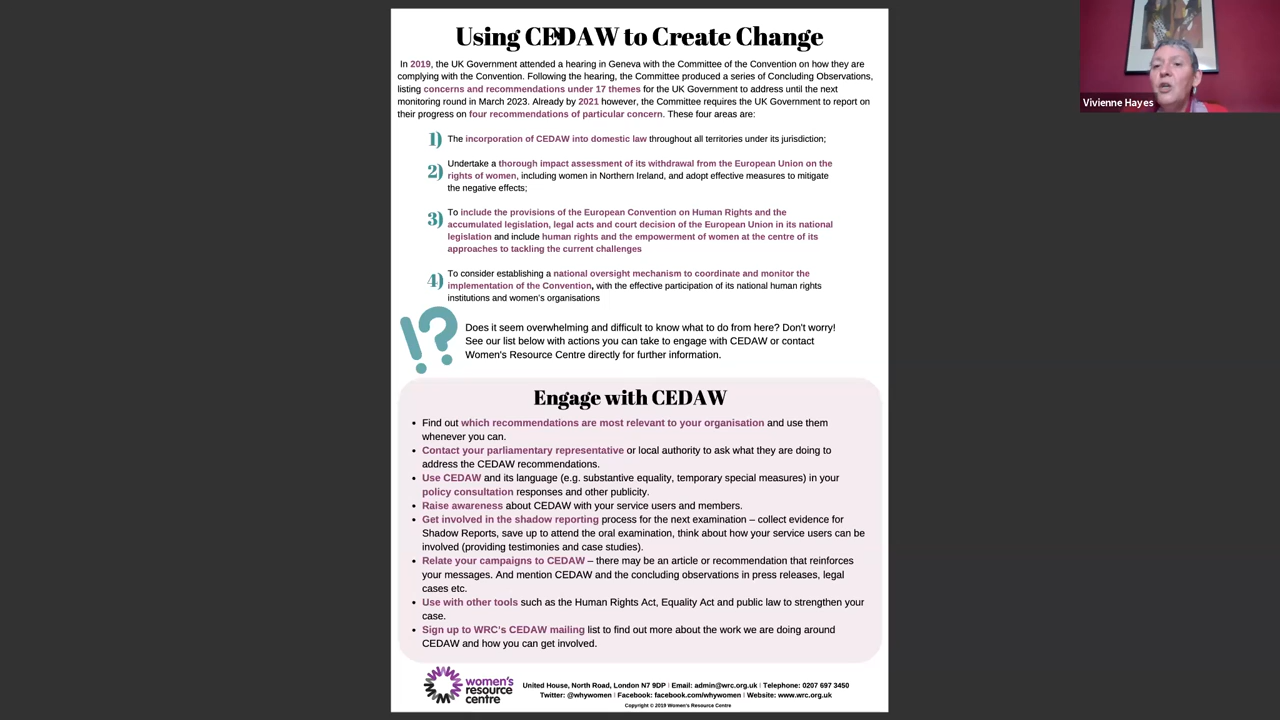 Using CEDAW to Create Change
In 2019, the UK Government attended a hearing in Geneva with the Committee of the Convention on how they are
complying with the Convention. Following the hearing, the Committee produced a series of Concluding Observations,
listing concerns and recommendations under 17 themes for the UK Government to address until the next
monitoring round in March 2023. Already by 2021 however, the Committee requires the UK Government to report on
their progress on four recommendations of particular concern. These four areas are:
1) The incorporation of CEDAW into domestic law throughout all territories under its jurisdiction;
2) Undertake a thorough impact assessment of its withdrawal from the European Union on the
rights of women, including women in Northern Ireland, and adopt effective measures to mitigate
the negative effects;
3) To include the provisions of the European Convention on Human Rights and the
accumulated legislation, legal acts and court decision of the European Union in its national
legislation and include human rights and the empowerment of women at the centre of its
approaches to tackling the current challenges
4) To consider establishing a national oversight mechanism to coordinate and monitor the
implementation of the Convention, with the effective participation of its national human rights
institutions and women's organisations
!?
Does it seem overwhelming and difficult to know what to do from here? Don't worry!
See our list below with actions you can take to engage with CEDAW or contact
Women's Resource Centre directly for further information.
Engage with CEDAW
• Find out which recommendations are most relevant to your organisation and use them
whenever you can.
• Contact your parliamentary representative or local authority to ask what they are doing to
address the CEDAW recommendations.
• Use CEDAW and its language (e.g. substantive equality, temporary special measures) in your
policy consultation responses and other publicity.
• Raise awareness about CEDAW with your service users and members.
• Get involved in the shadow reporting process for the next examination – collect evidence for
Shadow Reports, save up to attend the oral examination, think about how your service users can be
involved (providing testimonies and case studies).
• Relate your campaigns to CEDAW – there may be an article or recommendation that reinforces
your messages. And mention CEDAW and the concluding observations in press releases, legal
cases etc.
• Use with other tools such as the Human Rights Act, Equality Act and public law to strengthen your
case.
• Sign up to WRC's CEDAW mailing list to find out more about the work we are doing around
CEDAW and how you can get involved.
women's
resource
centre
United House, North Road, London N7 9DP | Email: admin@wrc.org.uk | Telephone: 0207 697 3450
Twitter: @whywomen | Facebook: facebook.com/whywomen | Website: www.wrc.org.uk
Copyright © 2019 Women's Resource Centre
Vivienne Hayes